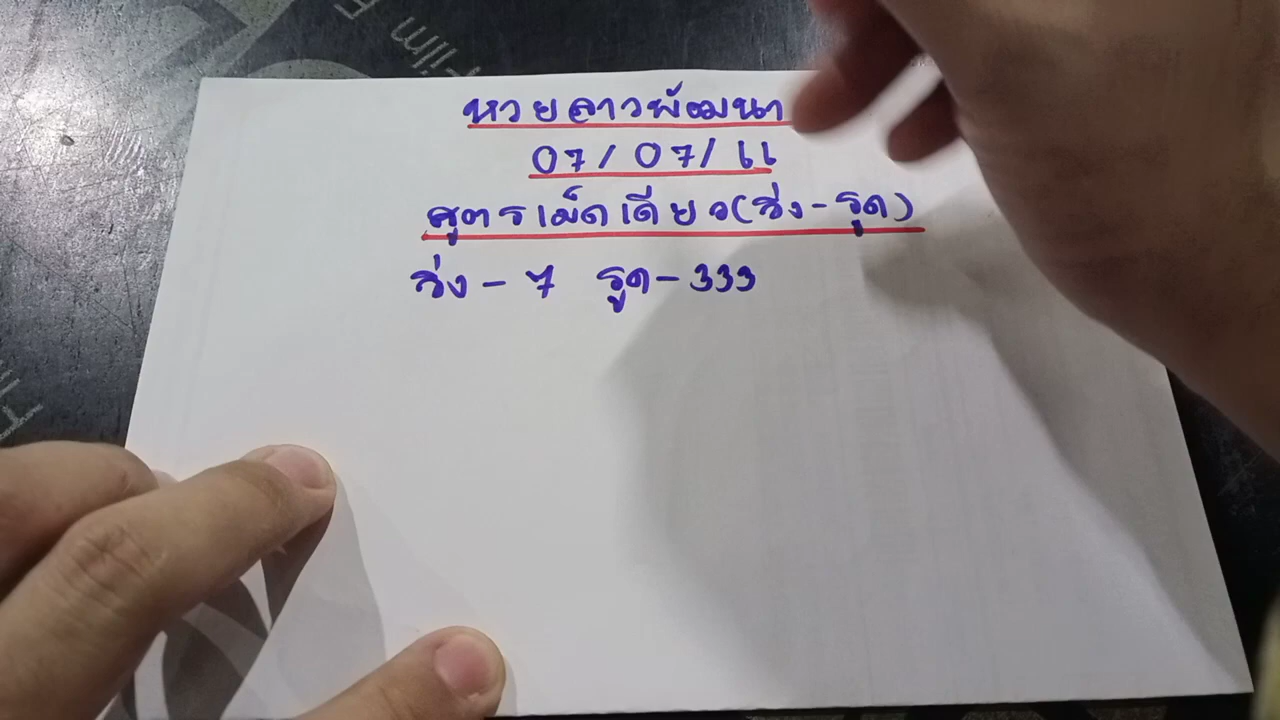 หวยลาวพัฒนา
07/07/64
สูตรเม็ดเดียว(วิ่ง-รูด)
วิ่ง-7 รูด-333